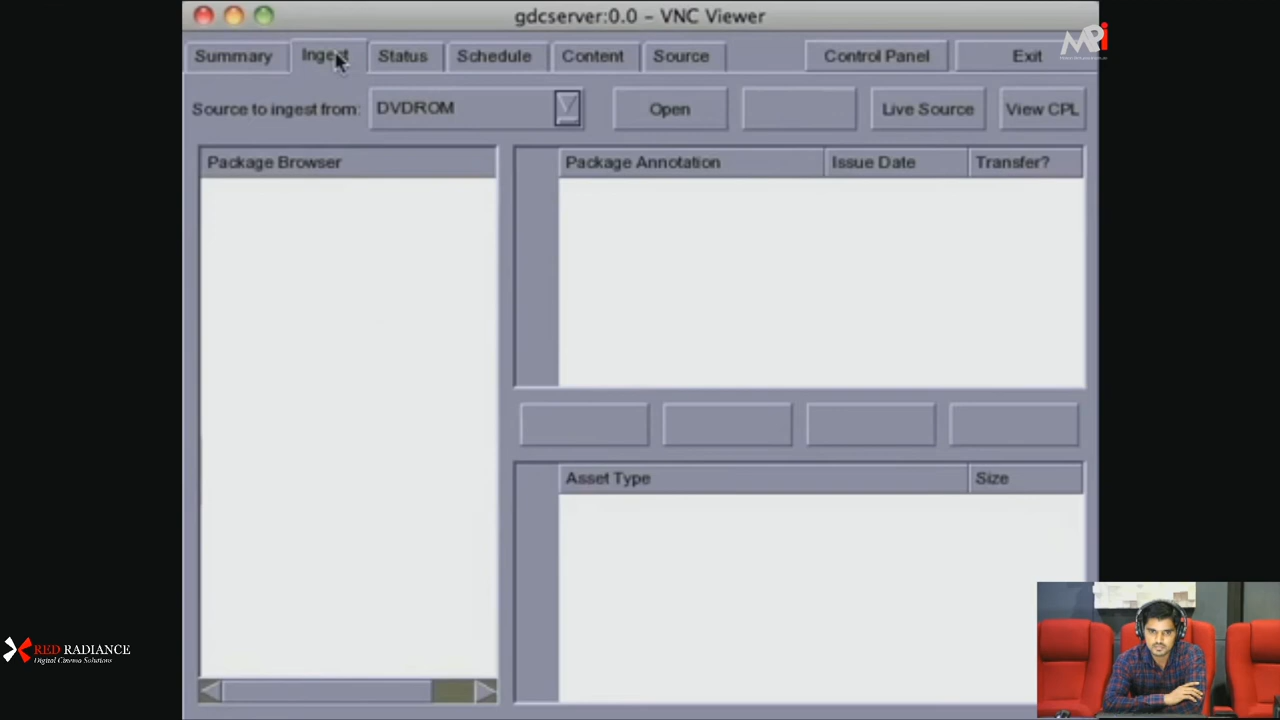 gdcserver:0.0 – VNC Viewer
MPi
Summary Ingest Status Schedule Content Source Control Panel Exit
Source to ingest from: DVDROM Open Live Source View CPL
Package Browser Package Annotation Issue Date Transfer?
Asset Type Size
RED RADIANCE
Digital Cinema Solutions